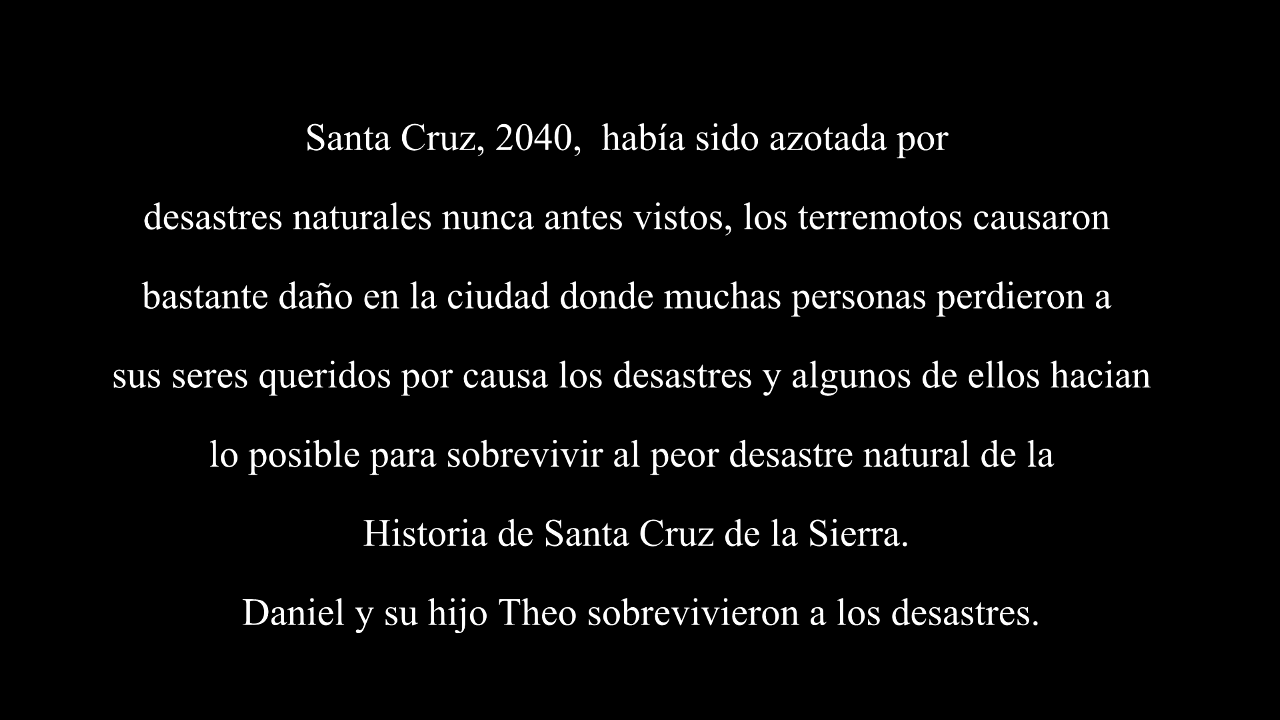 Santa Cruz, 2040, había sido azotada por
desastres naturales nunca antes vistos, los terremotos causaron
bastante daño en la ciudad donde muchas personas perdieron a
sus seres queridos por causa los desastres y algunos de ellos hacian
lo posible para sobrevivir al peor desastre natural de la
Historia de Santa Cruz de la Sierra.
Daniel y su hijo Theo sobrevivieron a los desastres.